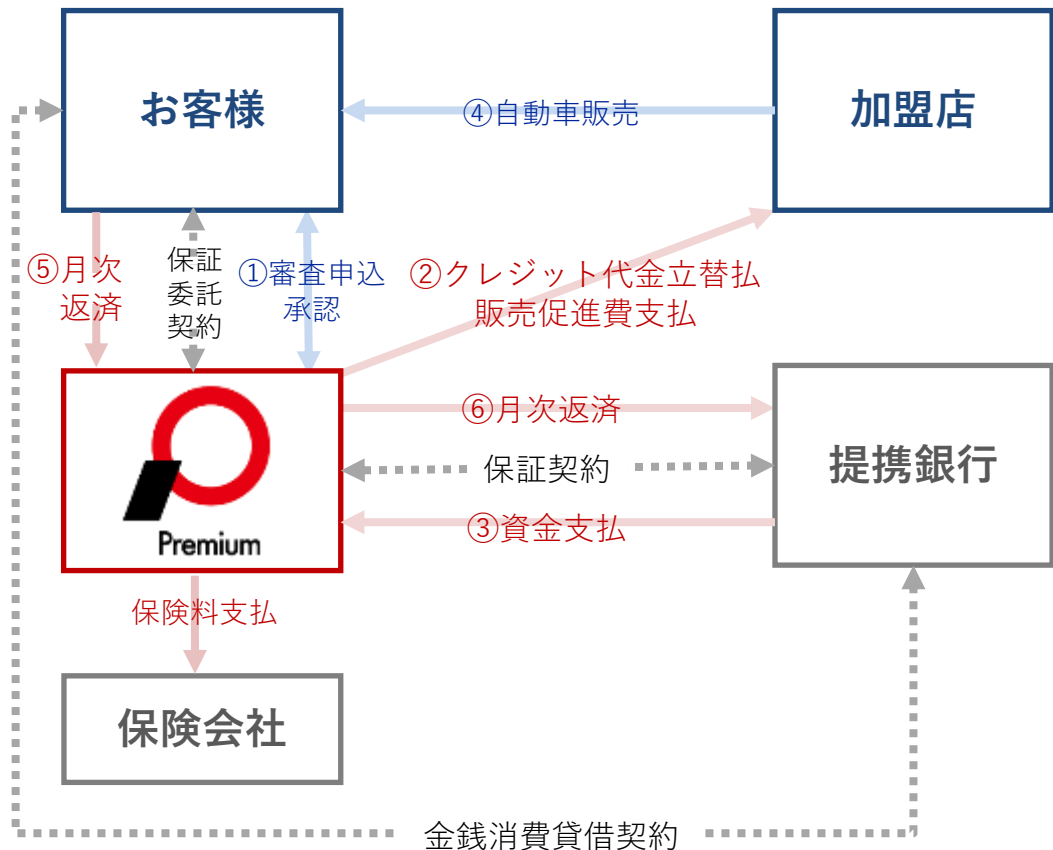 お客様
④自動車販売
加盟店
⑤月次
返済
保証
委託
契約
①審査申込
承認
②クレジット代金立替払
販売促進費支払
Premium
⑥月次返済
保証契約
③資金支払
提携銀行
保険料支払
保険会社
金銭消費貸借契約